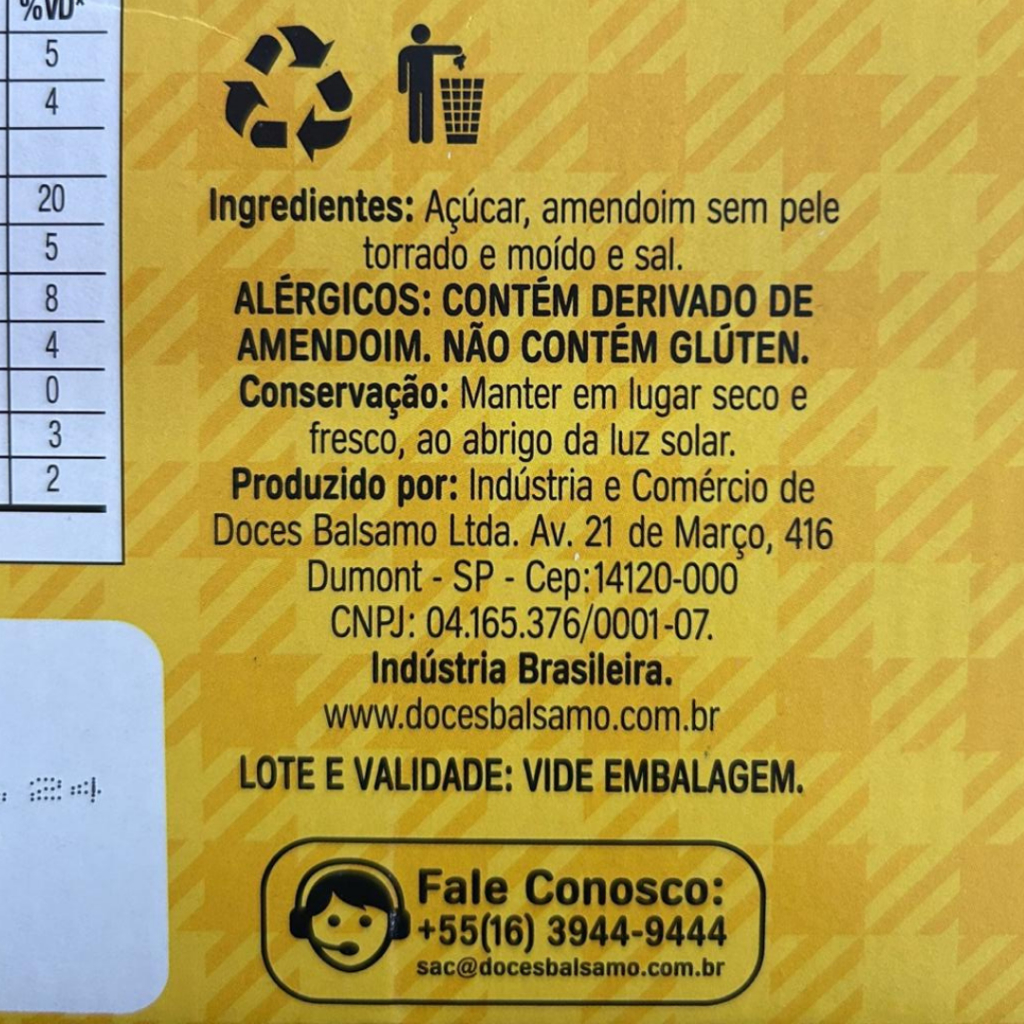 %VD*
5
4
20
5
8
4
0
3
2
Ingredientes: Açúcar, amendoim sem pele
torrado e moído e sal.
ALÉRGICOS: CONTÉM DERIVADO DE
AMENDOIM. NÃO CONTÉM GLÚTEN.
Conservação: Manter em lugar seco e
fresco, ao abrigo da luz solar.
Produzido por: Indústria e Comércio de
Doces Balsamo Ltda. Av. 21 de Março, 416
Dumont - SP - Cep:14120-000
CNPJ: 04.165.376/0001-07.
Indústria Brasileira.
www.docesbalsamo.com.br
LOTE E VALIDADE: VIDE EMBALAGEM.
24
Fale Conosco:
+55(16) 3944-9444
sac@docesbalsamo.com.br